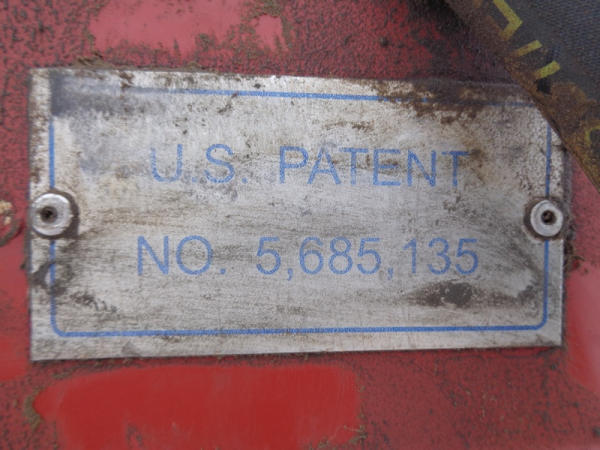 U.S. PATENT
NO. 5,685,135